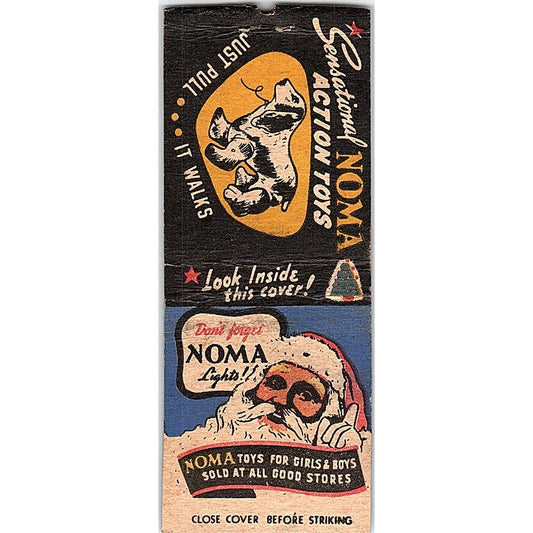 Sensational
NOMA
ACTION TOYS
JUST PULL....
IT WALKS
Look Inside
this cover!
Don't forget
NOMA
Lights!
NOMA TOYS FOR GIRLS & BOYS
SOLD AT ALL GOOD STORES
CLOSE COVER BEFORE STRIKING